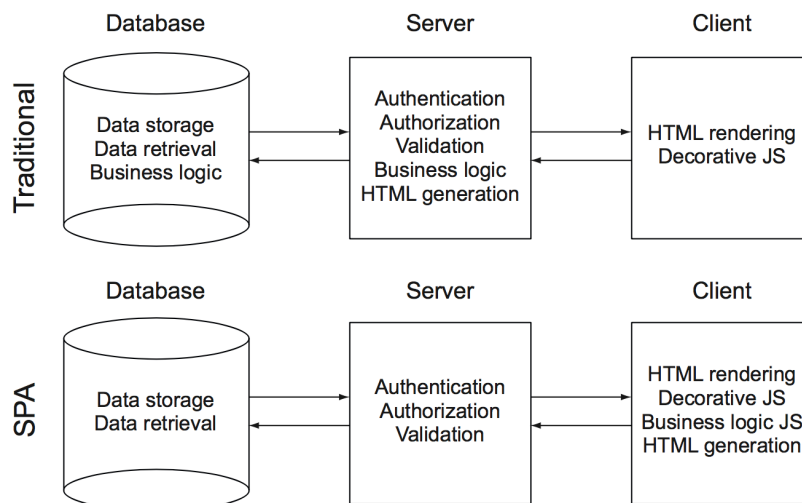 Database
Server
Client
Traditional
Data storage
Data retrieval
Business logic
Authentication
Authorization
Validation
Business logic
HTML generation
HTML rendering
Decorative JS
Database
Server
Client
SPA
Data storage
Data retrieval
Authentication
Authorization
Validation
HTML rendering
Decorative JS
Business logic JS
HTML generation